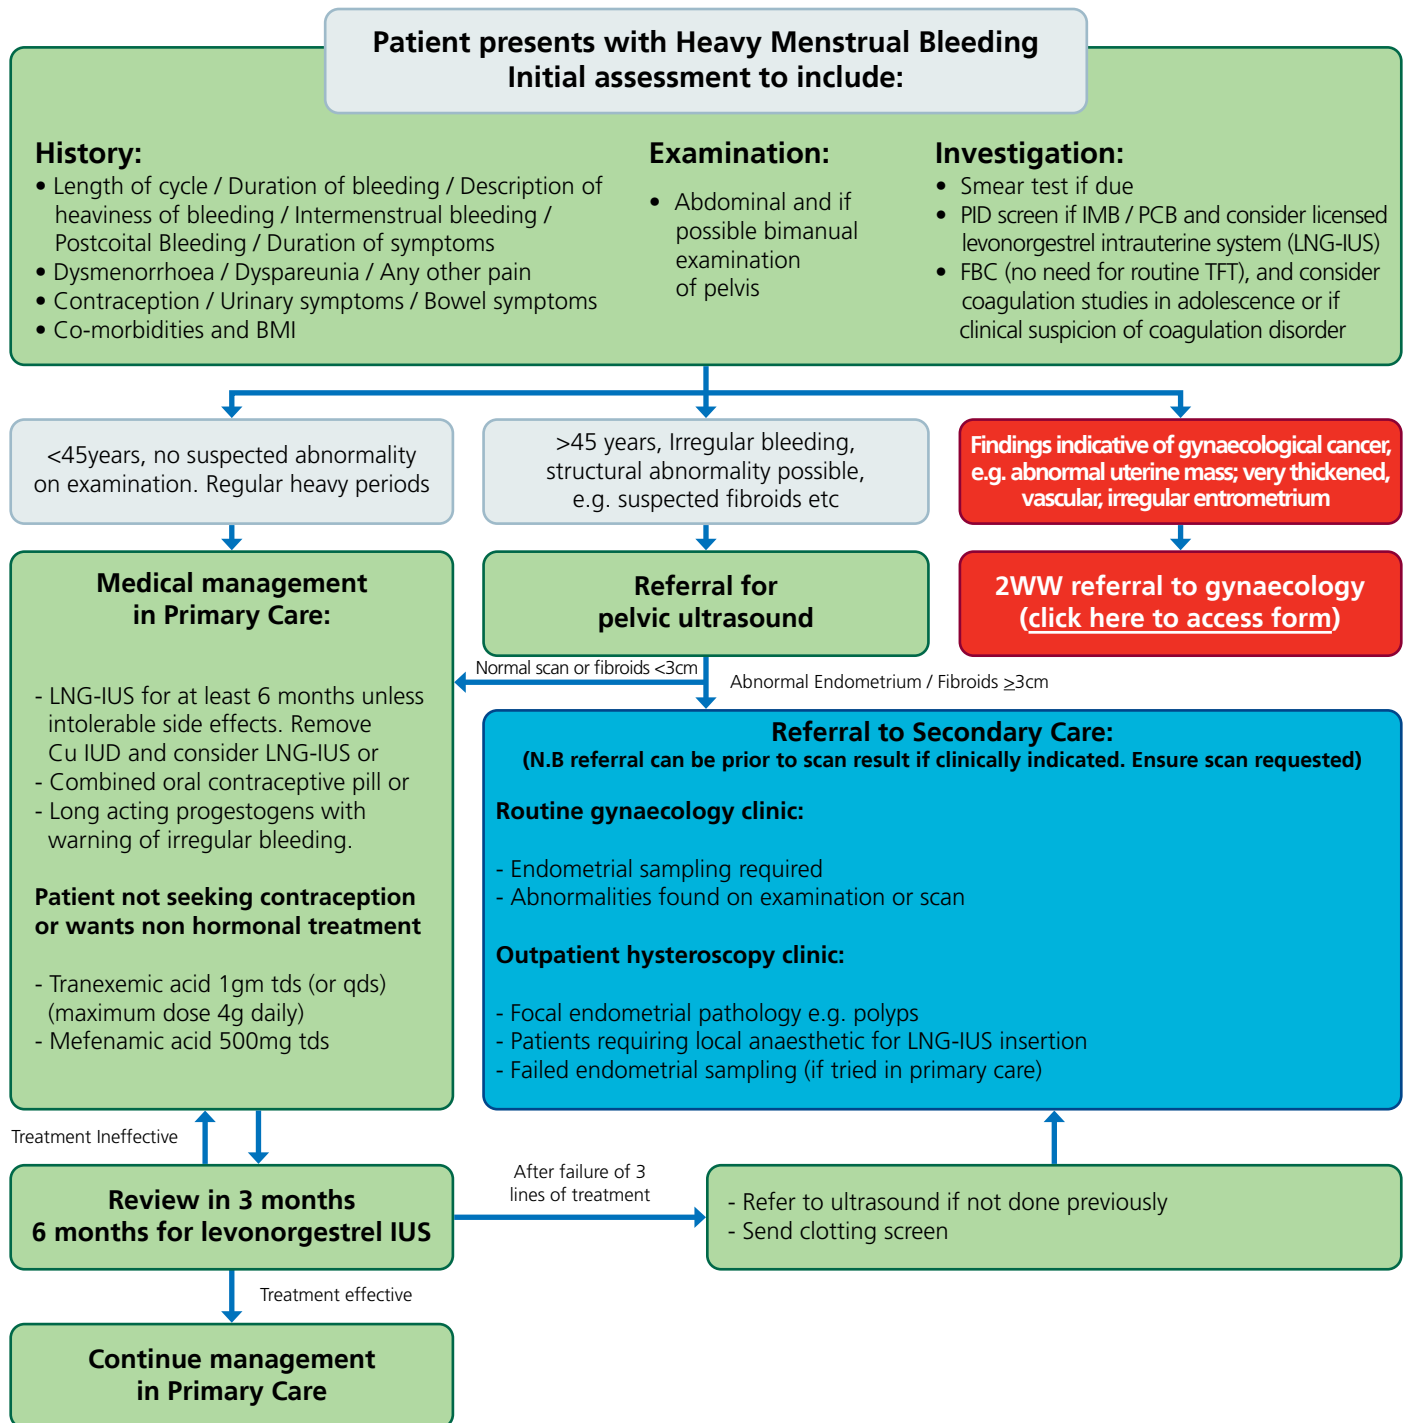 Patient presents with Heavy Menstrual Bleeding
Initial assessment to include:
History:
• Length of cycle / Duration of bleeding / Description of
heaviness of bleeding / Intermenstrual bleeding /
Postcoital Bleeding / Duration of symptoms
• Dysmenorrhoea / Dyspareunia / Any other pain
• Contraception / Urinary symptoms / Bowel symptoms
• Co-morbidities and BMI
Examination:
• Abdominal and if
possible bimanual
examination
of pelvis
Investigation:
• Smear test if due
• PID screen if IMB / PCB and consider licensed
levonorgestrel intrauterine system (LNG-IUS)
• FBC (no need for routine TFT), and consider
coagulation studies in adolescence or if
clinical suspicion of coagulation disorder
<45years, no suspected abnormality
on examination. Regular heavy periods
>45 years, Irregular bleeding,
structural abnormality possible,
e.g. suspected fibroids etc
Findings indicative of gynaecological cancer,
e.g. abnormal uterine mass; very thickened,
vascular, irregular entrometrium
Medical management
in Primary Care:
- LNG-IUS for at least 6 months unless
intolerable side effects. Remove
Cu IUD and consider LNG-IUS or
- Combined oral contraceptive pill or
- Long acting progestogens with
warning of irregular bleeding.
Patient not seeking contraception
or wants non hormonal treatment
- Tranexemic acid 1gm tds (or qds)
(maximum dose 4g daily)
- Mefenamic acid 500mg tds
Referral for
pelvic ultrasound
2WW referral to gynaecology
(click here to access form)
Normal scan or fibroids <3cm
Abnormal Endometrium / Fibroids ≥3cm
Referral to Secondary Care:
(N.B referral can be prior to scan result if clinically indicated. Ensure scan requested)
Routine gynaecology clinic:
- Endometrial sampling required
- Abnormalities found on examination or scan
Outpatient hysteroscopy clinic:
- Focal endometrial pathology e.g. polyps
- Patients requiring local anaesthetic for LNG-IUS insertion
- Failed endometrial sampling (if tried in primary care)
Treatment Ineffective
Review in 3 months
6 months for levonorgestrel IUS
After failure of 3
lines of treatment
- Refer to ultrasound if not done previously
- Send clotting screen
Treatment effective
Continue management
in Primary Care